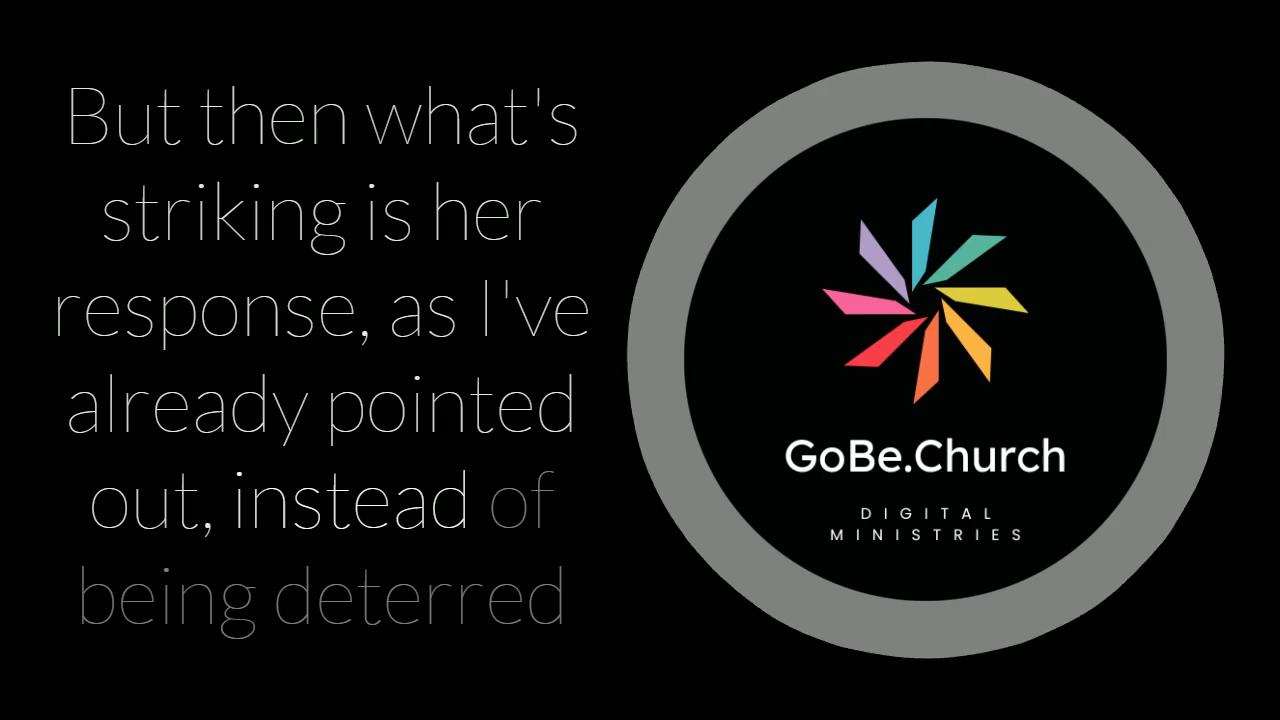 But then what's
striking is her
response, as I've
already pointed
out, instead of
being deterred
GoBe.Church
DIGITAL
MINISTRIES